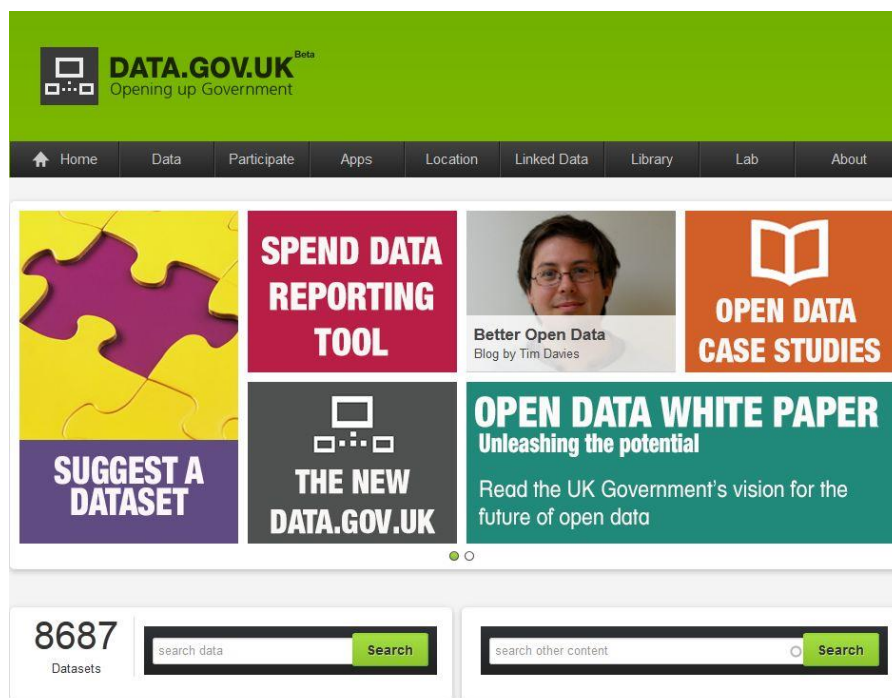 DATA.GOV.UK Beta
Opening up Government
Home Data Participate Apps Location Linked Data Library Lab About
SUGGEST A
DATASET
SPEND DATA
REPORTING
TOOL
Better Open Data
Blog by Tim Davies
OPEN DATA
CASE STUDIES
THE NEW
DATA.GOV.UK
OPEN DATA WHITE PAPER
Unleashing the potential
Read the UK Government's vision for the
future of open data
8687
Datasets
search data Search
search other content Search